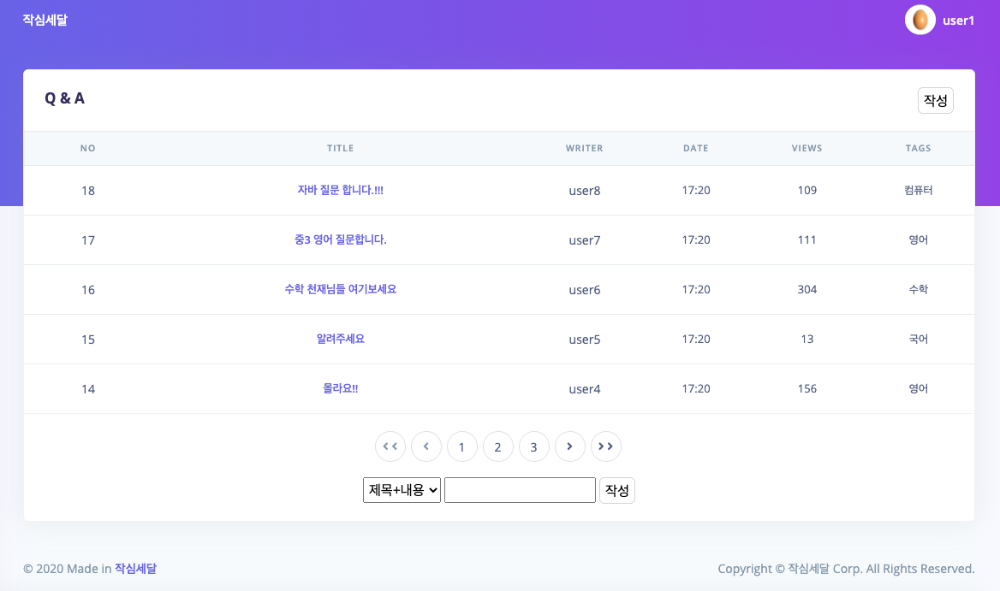 작심세달 user1
Q & A 작성
NO TITLE WRITER DATE VIEWS TAGS
18 자바 질문 합니다.!!! user8 17:20 109 컴퓨터
17 중3 영어 질문합니다. user7 17:20 111 영어
16 수학 천재님들 여기보세요 user6 17:20 304 수학
15 알려주세요 user5 17:20 13 국어
14 몰라요!! user4 17:20 156 영어
1 2 3
제목+내용 작성
© 2020 Made in 작심세달 Copyright © 작심세달 Corp. All Rights Reserved.